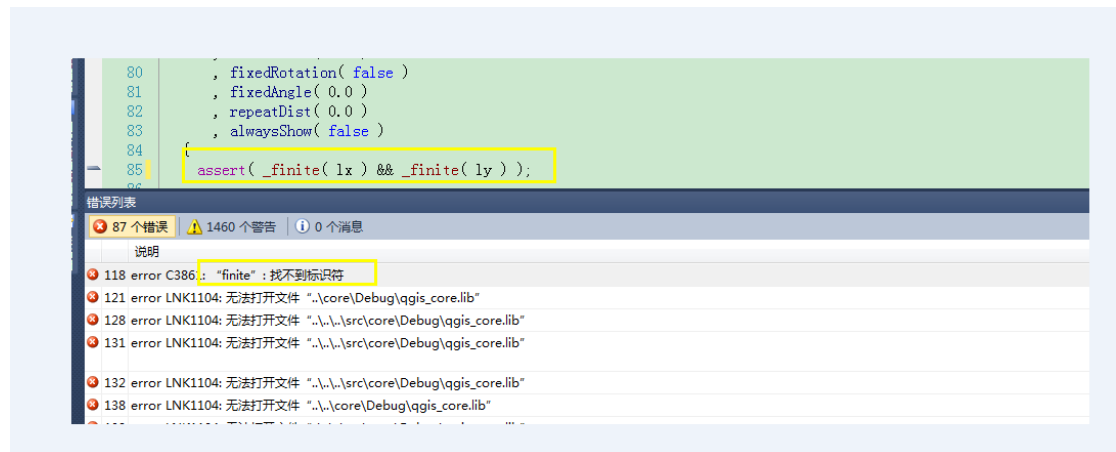 80 , fixedRotation( false )
81 , fixedAngle( 0.0 )
82 , repeatDist( 0.0 )
83 , alwaysShow( false )
84 {
85 assert( _finite( lx ) && _finite( ly ) );
错误列表
87 个错误 1460 个警告 0 个消息
说明
118 error C3861: “finite”: 找不到标识符
121 error LNK1104: 无法打开文件 “..\core\Debug\qgis_core.lib”
128 error LNK1104: 无法打开文件 “..\..\..\src\core\Debug\qgis_core.lib”
131 error LNK1104: 无法打开文件 “..\..\..\src\core\Debug\qgis_core.lib”
132 error LNK1104: 无法打开文件 “..\..\..\src\core\Debug\qgis_core.lib”
138 error LNK1104: 无法打开文件 “..\..\core\Debug\qgis_core.lib”